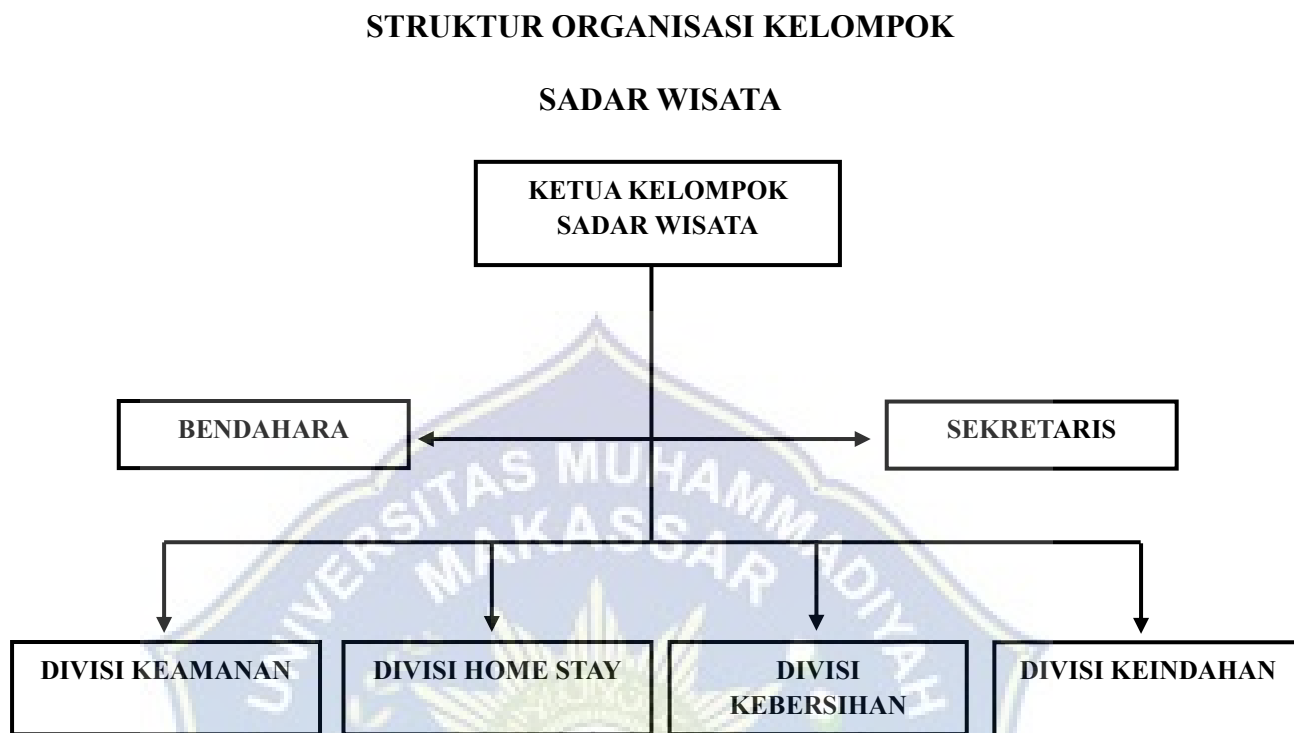 STRUKTUR ORGANISASI KELOMPOK
SADAR WISATA
KETUA KELOMPOK
SADAR WISATA
BENDAHARA
SEKRETARIS
UNIVERSITAS MUHAMMADIYAH
MAKASSAR
DIVISI KEAMANAN
DIVISI HOME STAY
DIVISI
KEBERSIHAN
DIVISI KEINDAHAN